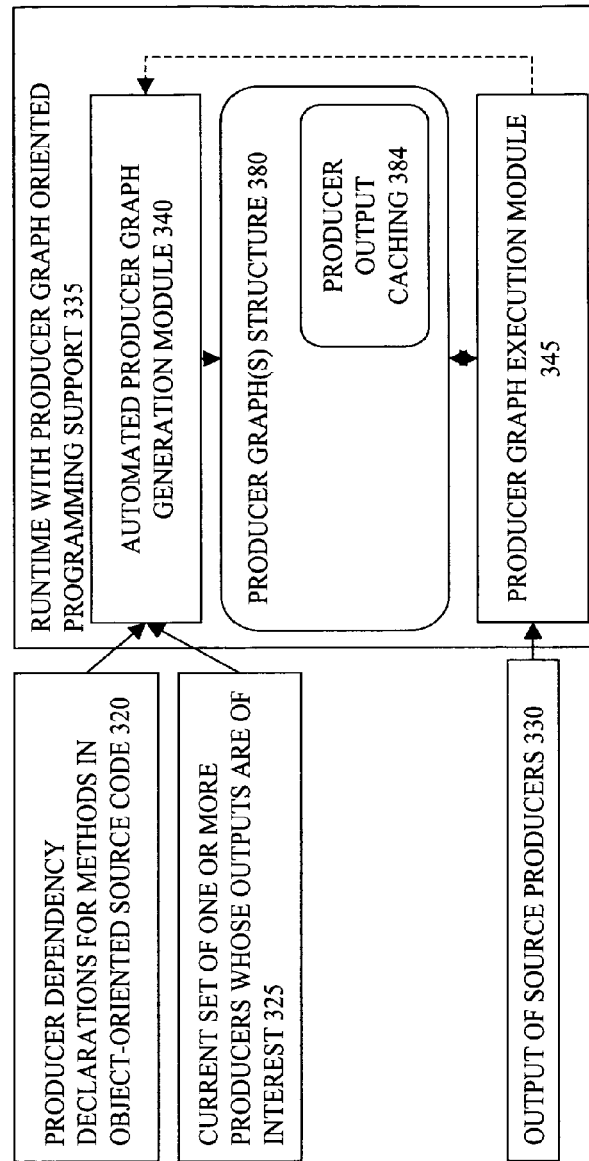 PRODUCER DEPENDENCY
DECLARATIONS FOR METHODS IN
OBJECT-ORIENTED SOURCE CODE 320
CURRENT SET OF ONE OR MORE
PRODUCERS WHOSE OUTPUTS ARE OF
INTEREST 325
OUTPUT OF SOURCE PRODUCERS 330
RUNTIME WITH PRODUCER GRAPH ORIENTED
PROGRAMMING SUPPORT 335
AUTOMATED PRODUCER GRAPH
GENERATION MODULE 340
PRODUCER GRAPH(S) STRUCTURE 380
PRODUCER
OUTPUT
CACHING 384
PRODUCER GRAPH EXECUTION MODULE
345